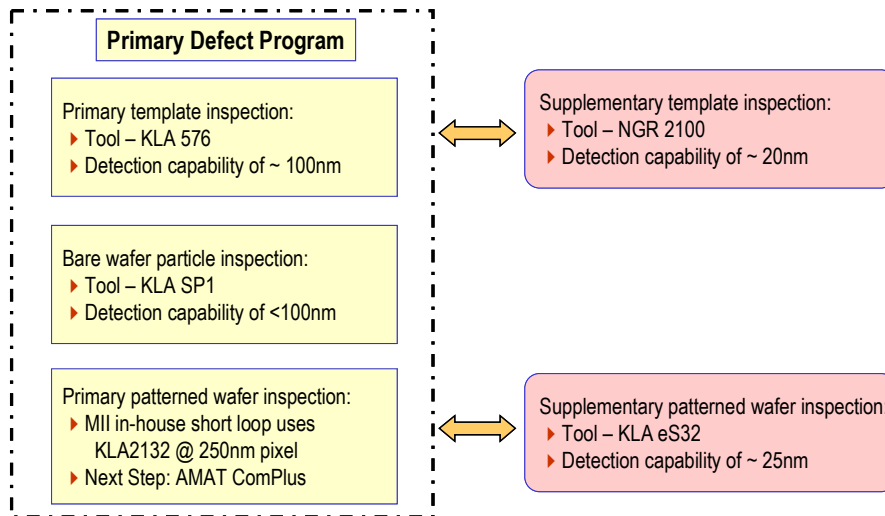 Primary Defect Program
Primary template inspection:
Tool – KLA 576
Detection capability of ~ 100nm
Supplementary template inspection:
Tool – NGR 2100
Detection capability of ~ 20nm
Bare wafer particle inspection:
Tool – KLA SP1
Detection capability of <100nm
Primary patterned wafer inspection:
MII in-house short loop uses
KLA2132 @ 250nm pixel
Next Step: AMAT ComPlus
Supplementary patterned wafer inspection:
Tool – KLA eS32
Detection capability of ~ 25nm